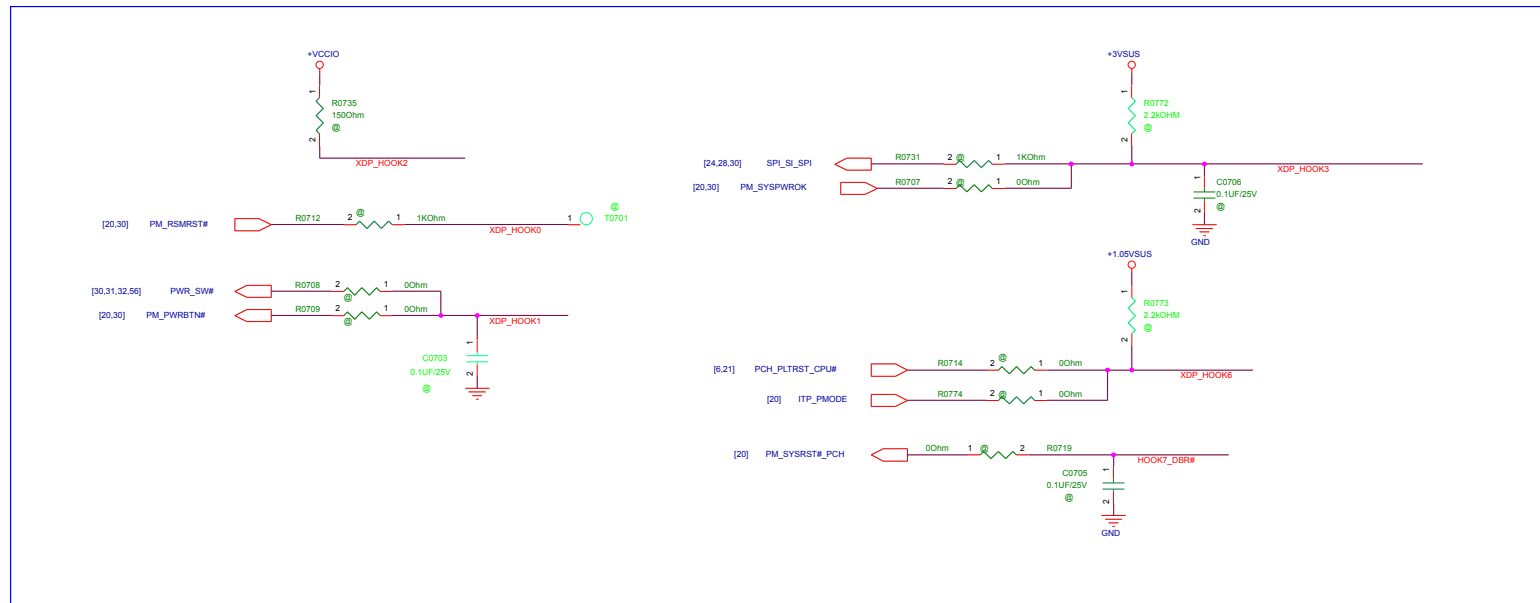 +VCCIO
1
R0735
150Ohm
@
2
XDP_HOOK2
[20,30] PM_RSMRST# R0712 2 @ 1 1KOhm XDP_HOOK0 1 @ T0701
[30,31,32,56] PWR_SW# R0708 2 @ 1 0Ohm
[20,30] PM_PWRBTN# R0709 2 @ 1 0Ohm XDP_HOOK1
1
C0703
0.1UF/25V
2
@
+3VSUS
1
R0772
2.2kOHM
@
2
[24,28,30] SPI_SI_SPI R0731 2 @ 1 1KOhm XDP_HOOK3
[20,30] PM_SYSPWROK R0707 2 @ 1 0Ohm
1
C0706
0.1UF/25V
2
@
GND
+1.05VSUS
1
R0773
2.2kOHM
@
2
[6,21] PCH_PLTRST_CPU# R0714 2 @ 1 0Ohm XDP_HOOK6
[20] ITP_PMODE R0774 2 @ 1 0Ohm
[20] PM_SYSRST#_PCH 0Ohm 1 @ 2 R0719 HOOK7_DBR#
1
C0705
0.1UF/25V
2
@
GND